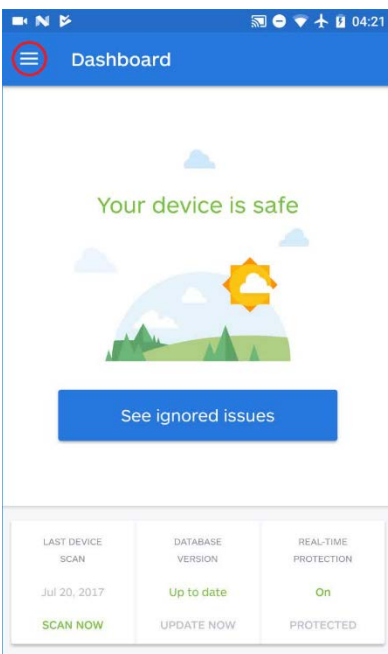 04:21
Dashboard
Your device is safe
See ignored issues
LAST DEVICE
SCAN
Jul 20, 2017
SCAN NOW
DATABASE
VERSION
Up to date
UPDATE NOW
REAL-TIME
PROTECTION
On
PROTECTED